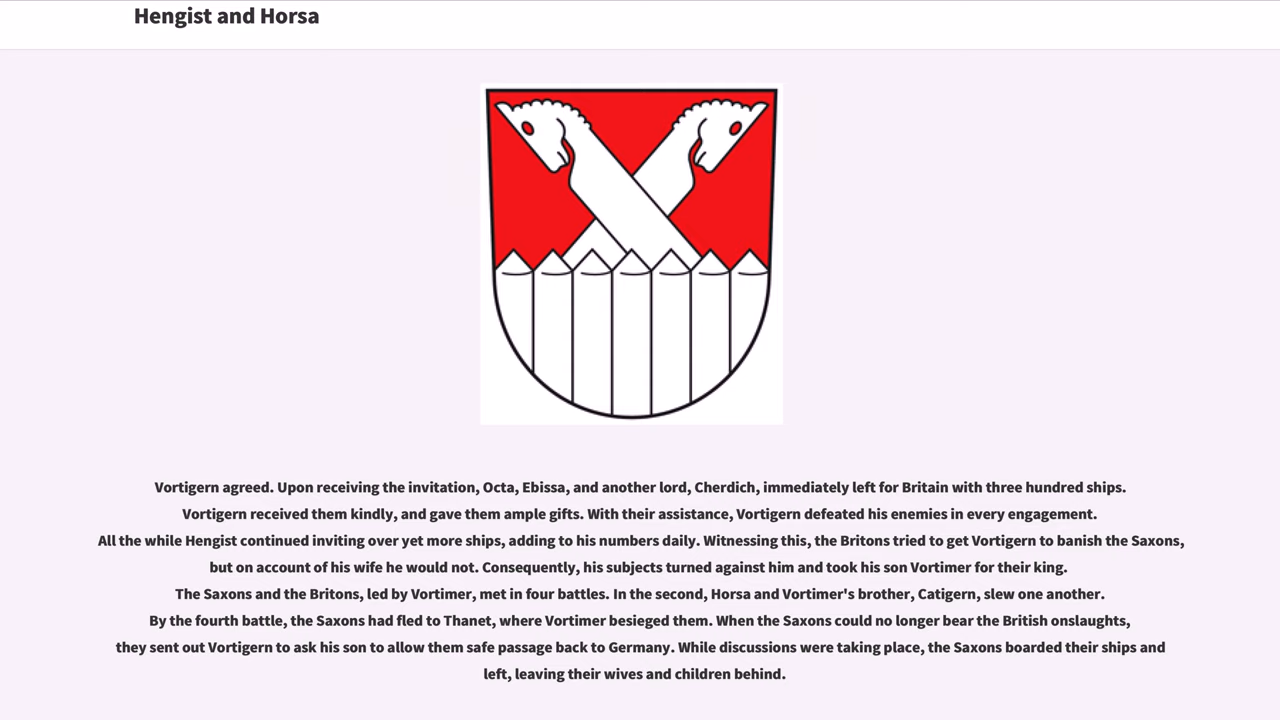 Hengist and Horsa
Vortigern agreed. Upon receiving the invitation, Octa, Ebissa, and another lord, Cherdich, immediately left for Britain with three hundred ships.
Vortigern received them kindly, and gave them ample gifts. With their assistance, Vortigern defeated his enemies in every engagement.
All the while Hengist continued inviting over yet more ships, adding to his numbers daily. Witnessing this, the Britons tried to get Vortigern to banish the Saxons,
but on account of his wife he would not. Consequently, his subjects turned against him and took his son Vortimer for their king.
The Saxons and the Britons, led by Vortimer, met in four battles. In the second, Horsa and Vortimer's brother, Catigern, slew one another.
By the fourth battle, the Saxons had fled to Thanet, where Vortimer besieged them. When the Saxons could no longer bear the British onslaughts,
they sent out Vortigern to ask his son to allow them safe passage back to Germany. While discussions were taking place, the Saxons boarded their ships and
left, leaving their wives and children behind.